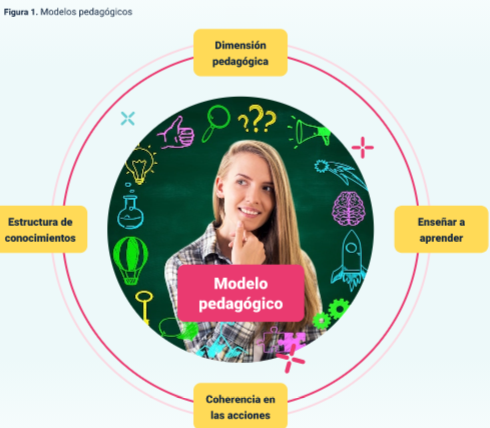 Figura 1. Modelos pedagógicos
Dimensión
pedagógica
Estructura de
conocimientos
Enseñar a
aprender
Modelo
pedagógico
Coherencia en
las acciones